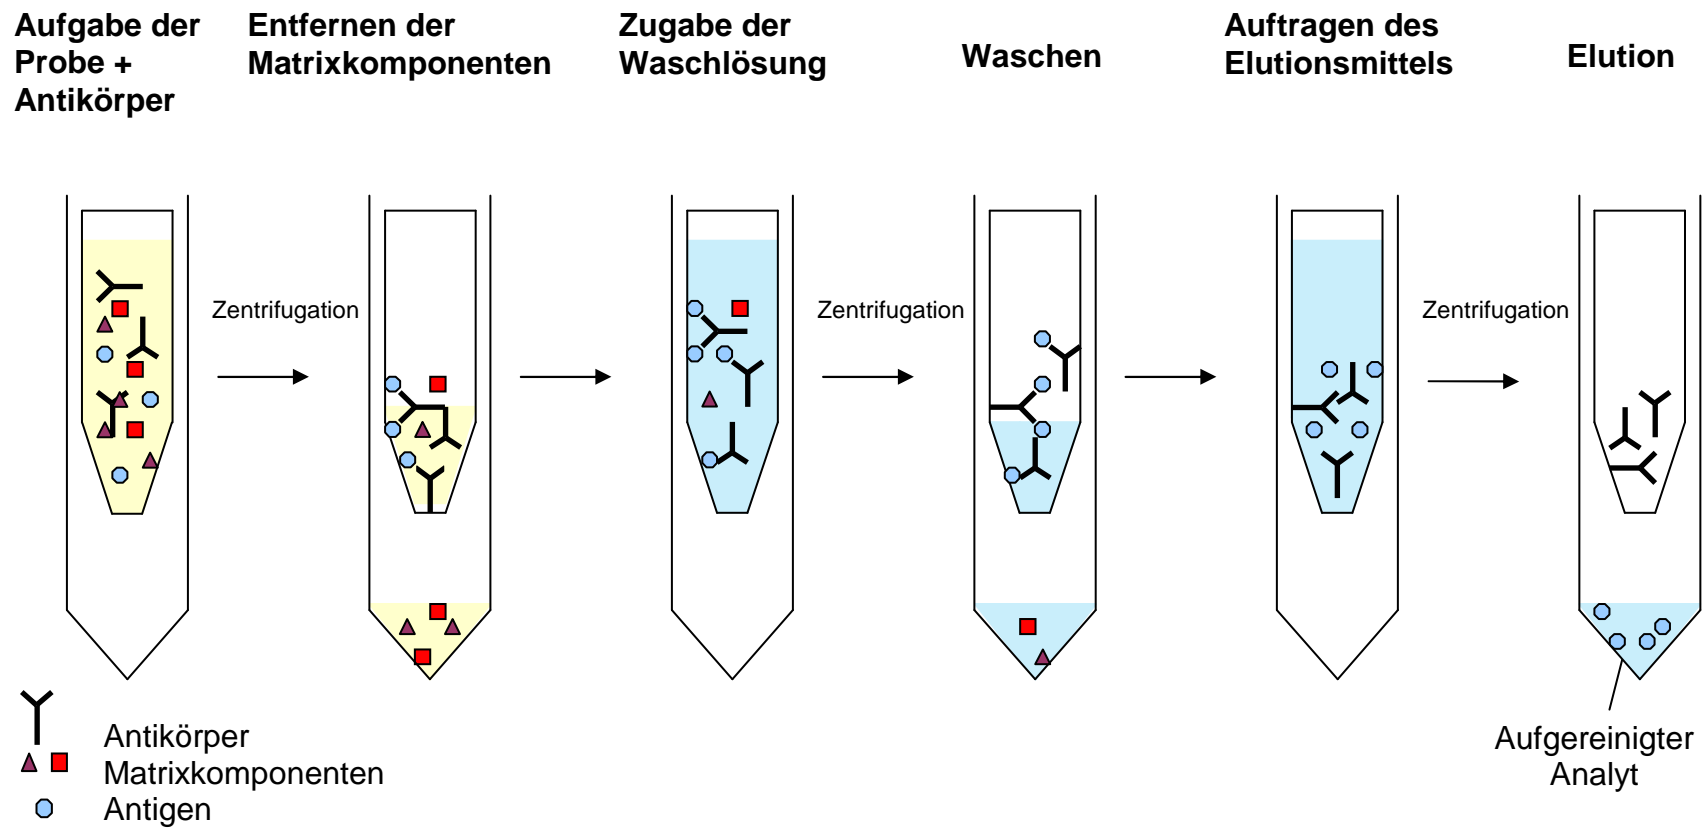 Aufgabe der
Probe +
Antikörper
Entfernen der
Matrixkomponenten
Zugabe der
Waschlösung
Waschen
Auftragen des
Elutionsmittels
Elution
Zentrifugation
Zentrifugation
Zentrifugation
Antikörper
Matrixkomponenten
Antigen
Aufgereinigter
Analyt